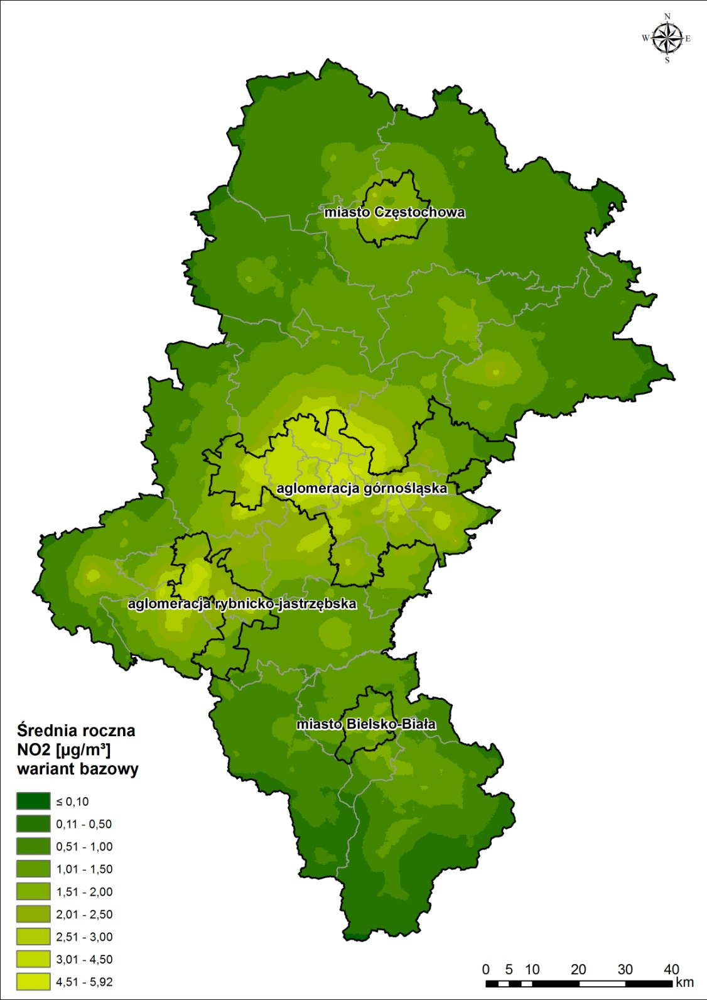 N
W E
S
miasto Częstochowa
aglomeracja górnośląska
aglomeracja rybnicko-jastrzębska
miasto Bielsko-Biała
Średnia roczna
NO2 [µg/m³]
wariant bazowy
≤ 0,10
0,11 - 0,50
0,51 - 1,00
1,01 - 1,50
1,51 - 2,00
2,01 - 2,50
2,51 - 3,00
3,01 - 4,50
4,51 - 5,92
0 5 10 20 30 40
km